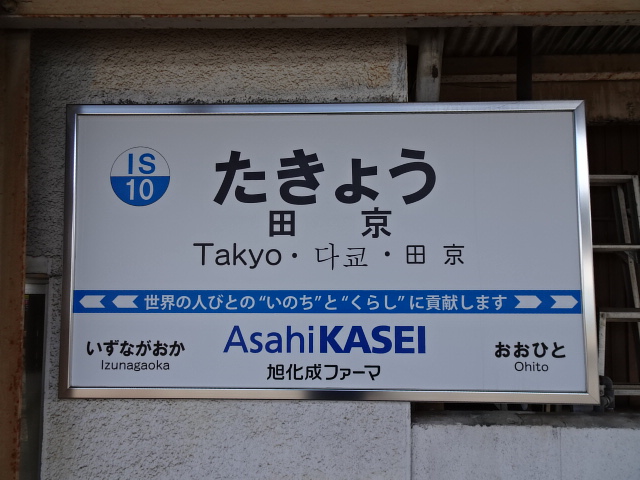 IS
10
たきょう
田 京
Takyo・다쿄・田 京
世界の人びとの“いのち”と“くらし”に貢献します
いずながおか
Izunagaoka
AsahiKASEI
旭化成ファーマ
おおひと
Ohito